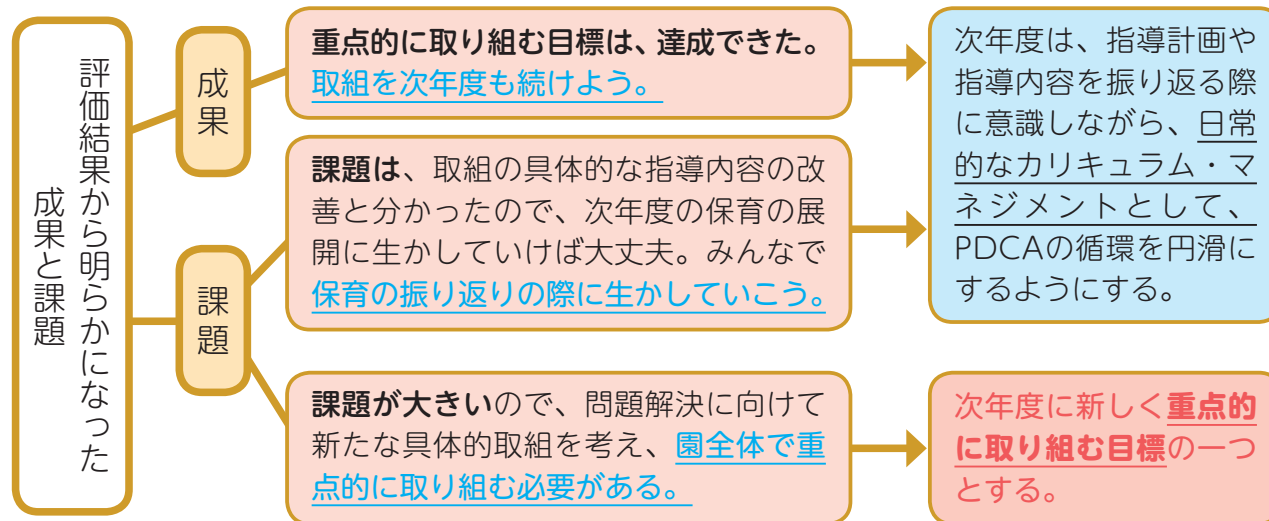 評価結果から明らかになった
成果と課題
成果
重点的に取り組む目標は、達成できた。
取組を次年度も続けよう。
課題
課題は、取組の具体的な指導内容の改
善と分かったので、次年度の保育の展
開に生かしていけば大丈夫。みんなで
保育の振り返りの際に生かしていこう。
次年度は、指導計画や
指導内容を振り返る際
に意識しながら、日常
的なカリキュラム・マ
ネジメントとして、
PDCAの循環を円滑に
するようにする。
課題が大きいので、問題解決に向けて
新たな具体的取組を考え、園全体で重
点的に取り組む必要がある。
次年度に新しく重点的
に取り組む目標の一つ
とする。